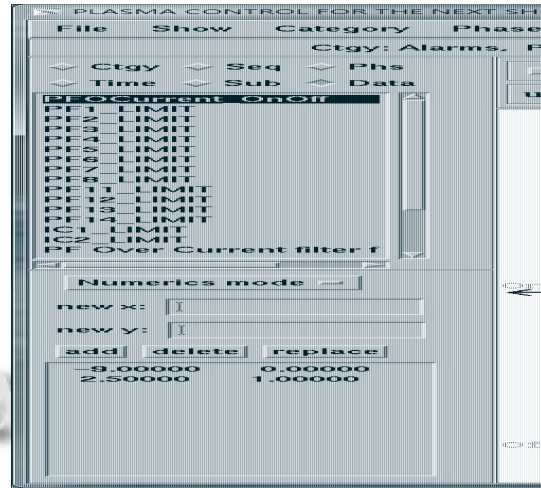 PLASMA CONTROL FOR THE NEXT SH
File Show Category Phase
Ctgy: Alarms, P
Ctgy Seq Phs
Time Sub Data
PFOCurrent_OnOff
PF1_LIMIT
PF2_LIMIT
PF3_LIMIT
PF4_LIMIT
PF5_LIMIT
PF6_LIMIT
PF7_LIMIT
PF8_LIMIT
PF11_LIMIT
PF12_LIMIT
PF13_LIMIT
PF14_LIMIT
IC1_LIMIT
IC2_LIMIT
PF Over Current filter f
Numerics mode
new x:
new y:
add delete replace
-9.00000 0.00000
2.50000 1.00000